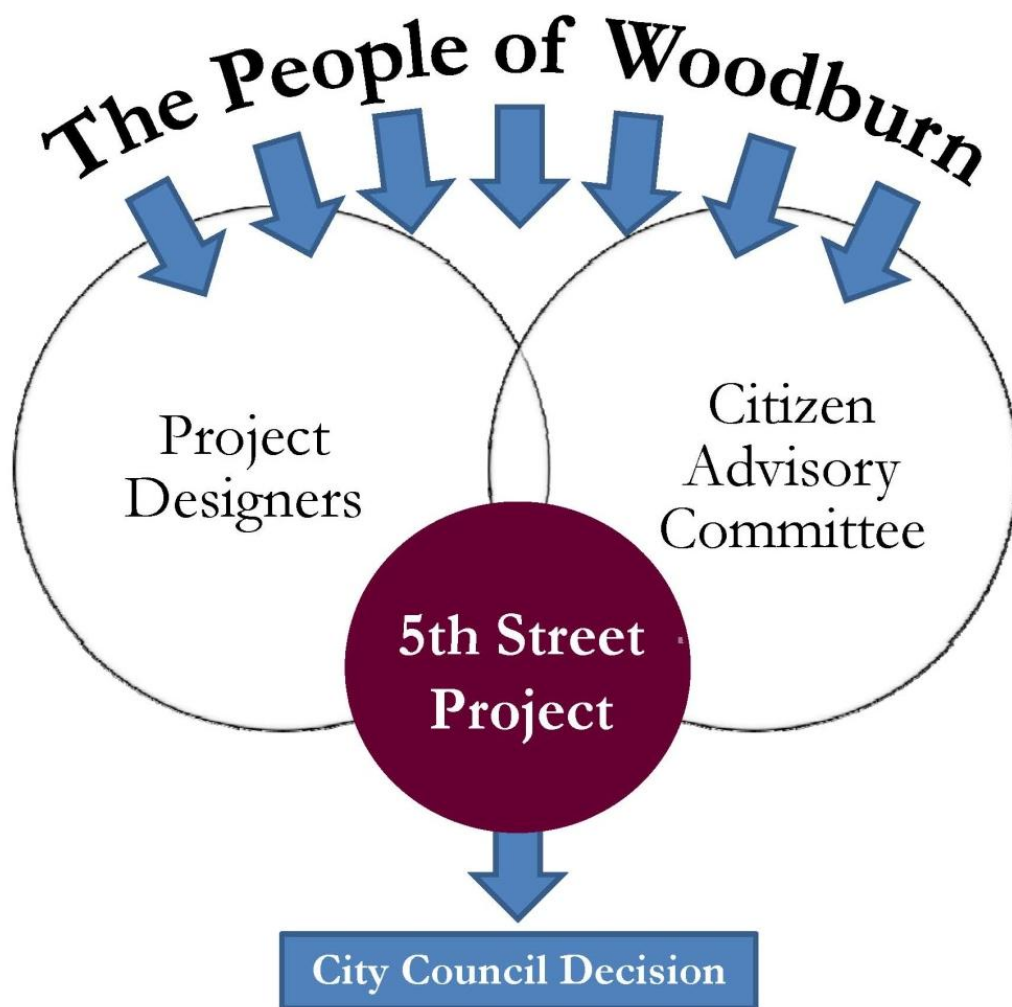 The People of Woodburn
Project
Designers
Citizen
Advisory
Committee
5th Street
Project
City Council Decision